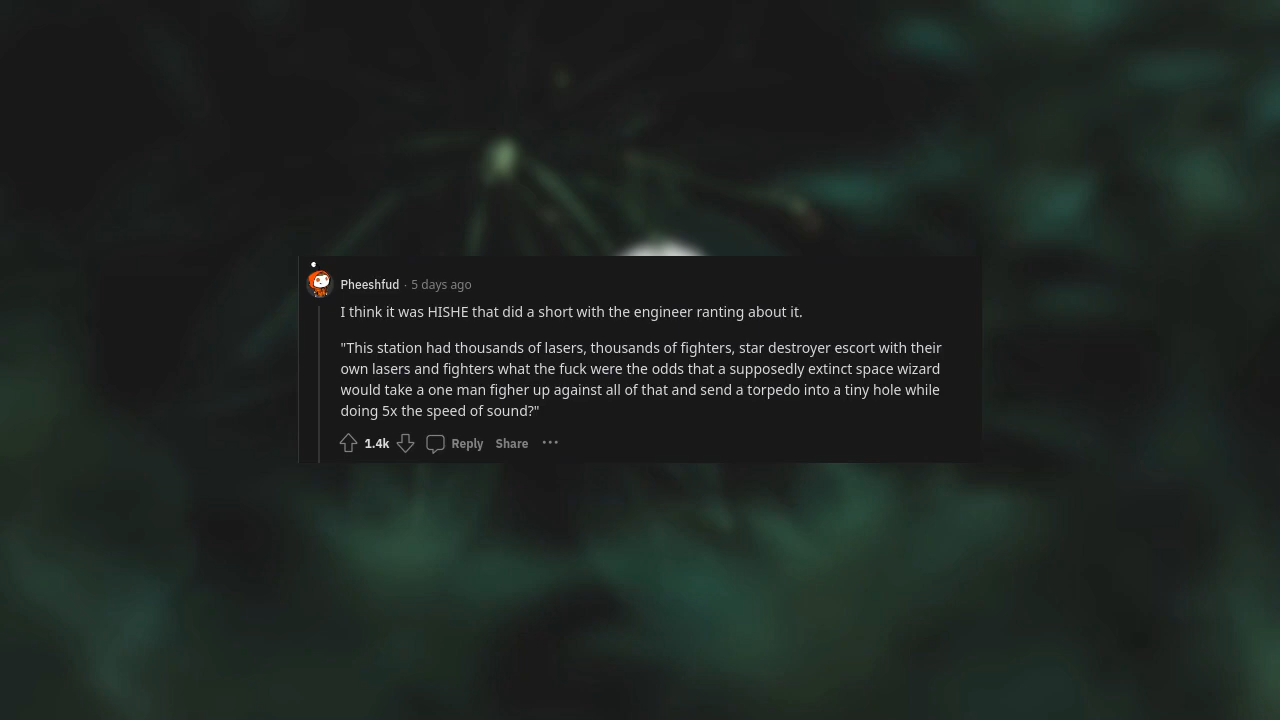 Pheeshfud · 5 days ago
I think it was HISHE that did a short with the engineer ranting about it.
"This station had thousands of lasers, thousands of fighters, star destroyer escort with their
own lasers and fighters what the fuck were the odds that a supposedly extinct space wizard
would take a one man figher up against all of that and send a torpedo into a tiny hole while
doing 5x the speed of sound?"
1.4k Reply Share ···